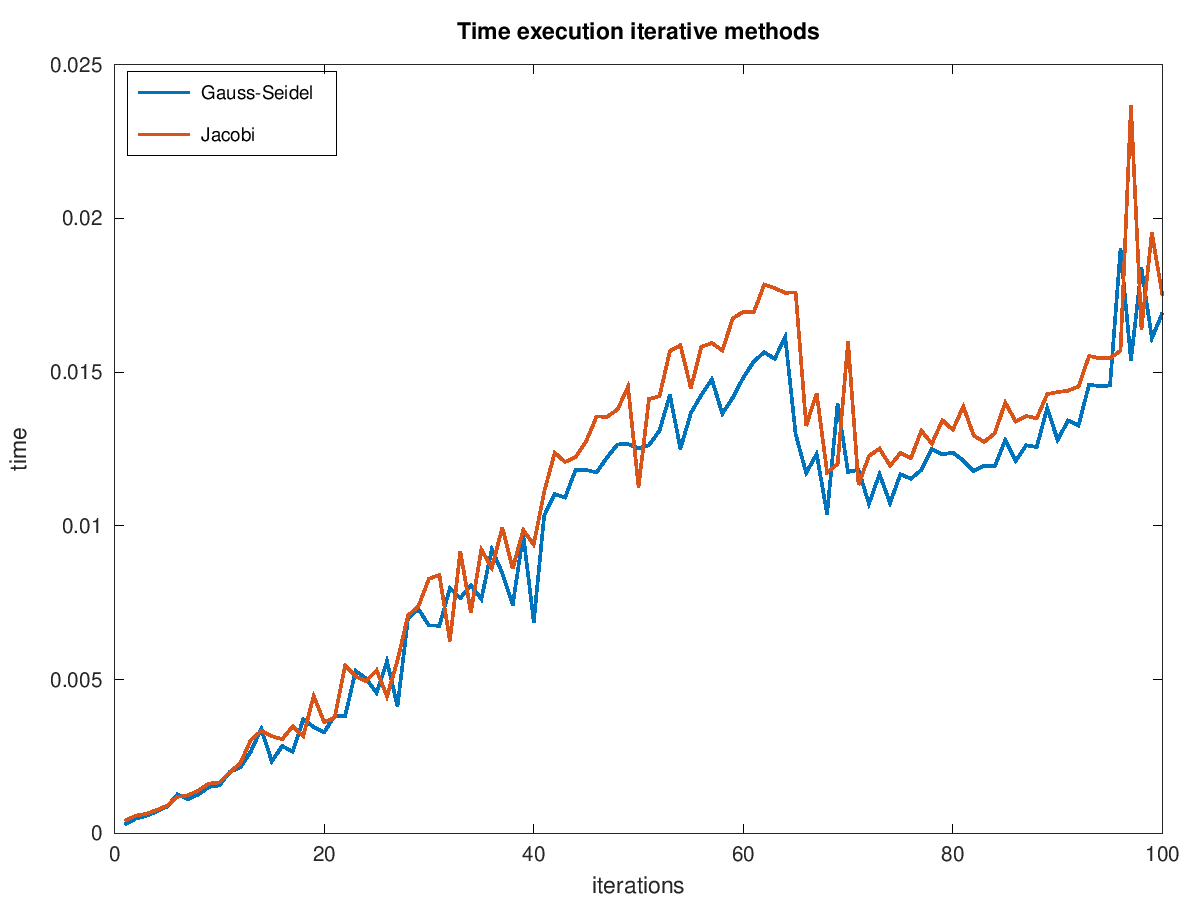 Time execution iterative methods
0.025
Gauss-Seidel
Jacobi
0.02
0.015
time
0.01
0.005
0
0 20 40 60 80 100
iterations